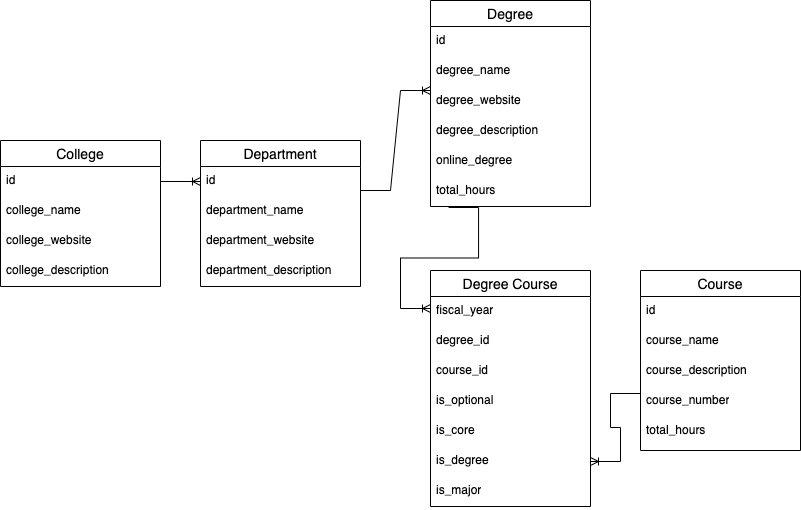 College
id
college_name
college_website
college_description
Department
id
department_name
department_website
department_description
Degree
id
degree_name
degree_website
degree_description
online_degree
total_hours
Degree Course
fiscal_year
degree_id
course_id
is_optional
is_core
is_degree
is_major
Course
id
course_name
course_description
course_number
total_hours